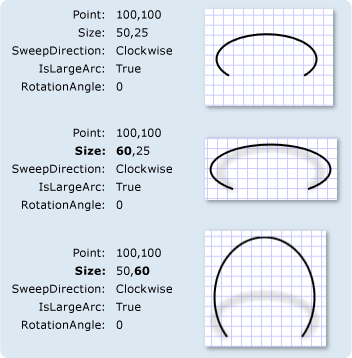 Point: 100,100
Size: 50,25
SweepDirection: Clockwise
IsLargeArc: True
RotationAngle: 0
Point: 100,100
Size: 60,25
SweepDirection: Clockwise
IsLargeArc: True
RotationAngle: 0
Point: 100,100
Size: 50,60
SweepDirection: Clockwise
IsLargeArc: True
RotationAngle: 0